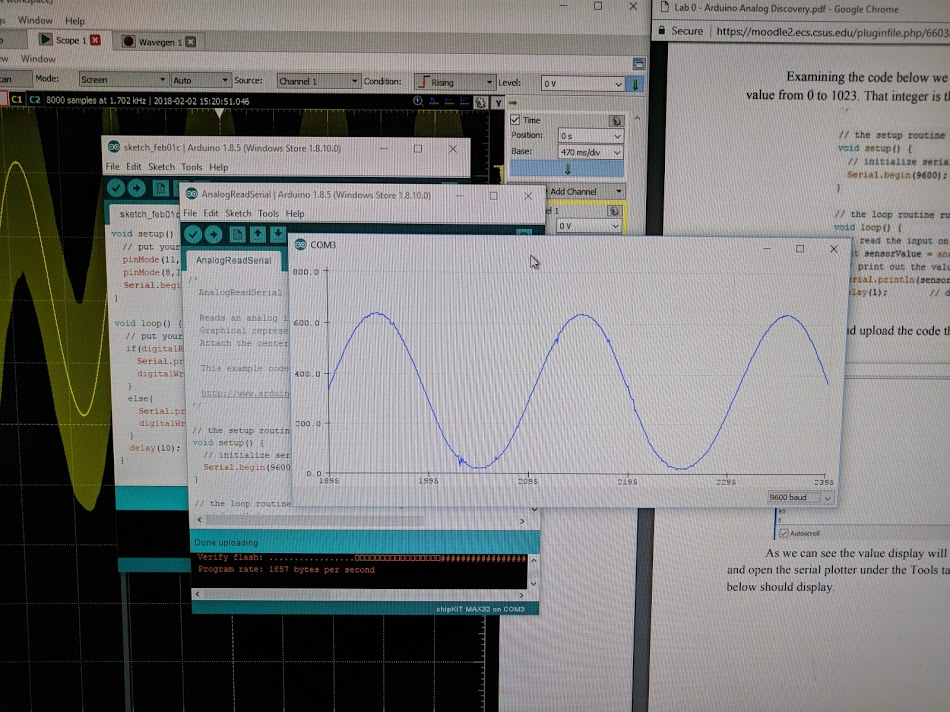 Window Help
Scope 1
Wavegen 1
Window
Mode: Screen Auto Source: Channel 1 Condition: Rising Level: 0 V
C1 C2 8000 samples at 1.702 kHz | 2018-02-02 15:20:51.046
Y
Time
Position: 0 s
Base: 470 ms/div
Add Channel
0 V
sketch_feb01c | Arduino 1.8.5 (Windows Store 1.8.10.0)
File Edit Sketch Tools Help
sketch_feb01c
void setup()
// put your
pinMode(11,
pinMode(8,
Serial.begi
}
void loop() {
// put your
if(digitalR
Serial.pr
digitalWr
}
else{
Serial.pr
digitalWr
}
delay(10);
}
AnalogReadSerial | Arduino 1.8.5 (Windows Store 1.8.10.0)
File Edit Sketch Tools Help
AnalogReadSerial
/*
AnalogReadSerial
Reads an analog i
Graphical represe
Attach the center
This example code
http://www.arduin
*/
// the setup routin
void setup() {
// initialize ser
Serial.begin(9600
}
// the loop routine
Done uploading.
Verify flash:
Program rate: 1857 bytes per second
chipKIT MAX32 on COM3
COM3
800.0
600.0
400.0
200.0
0.0
1895 1995 2095 2195 2295 2395
9600 baud
Lab 0 - Arduino Analog Discovery.pdf - Google Chrome
Secure | https://moodle2.ecs.csus.edu/pluginfile.php/6603
Examining the code below we
value from 0 to 1023. That integer is th
// the setup routine
void setup() {
// initialize seria
Serial.begin(9600);
}
// the loop routine ru
void loop() {
read the input on
t sensorValue = ana
print out the valu
rial.println(sensor
lay(1); // d
d upload the code th
Autoscroll
As we can see the value display will
and open the serial plotter under the Tools ta
below should display.